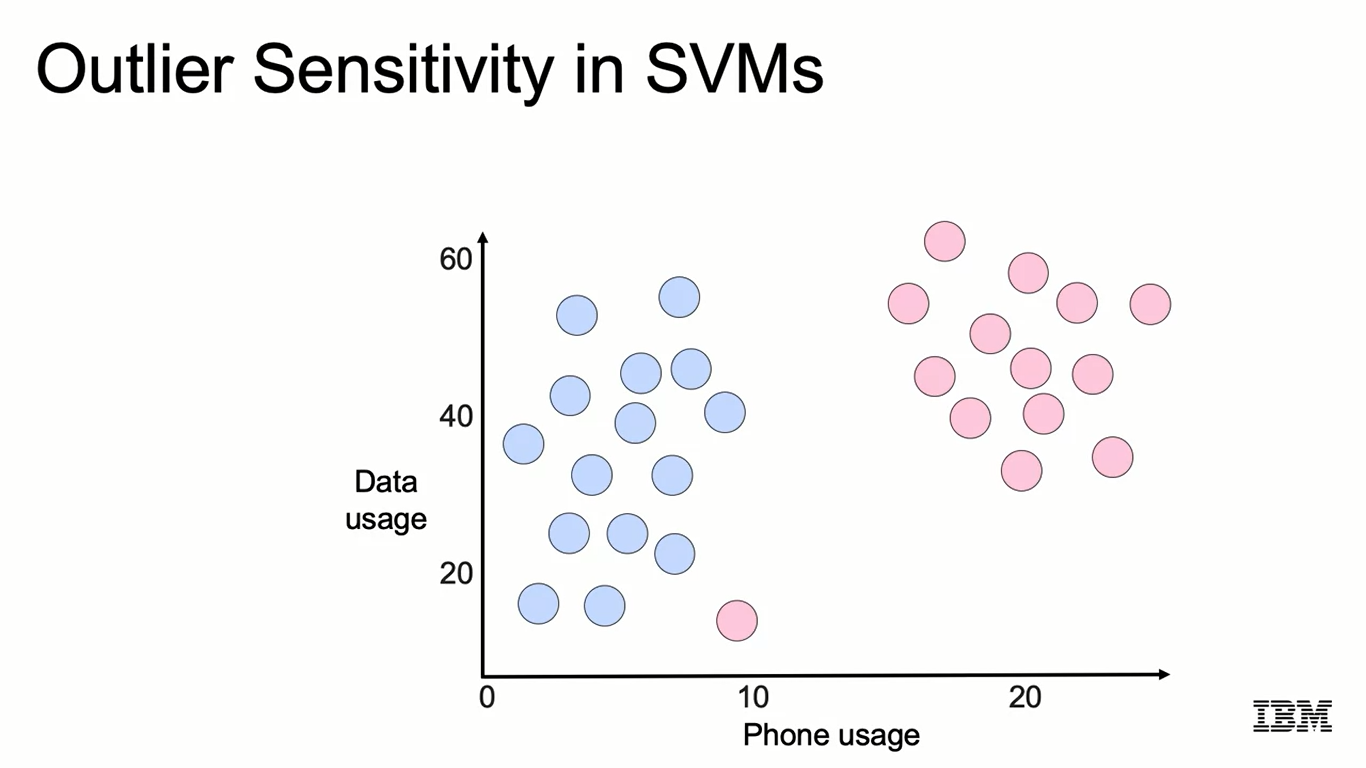 Outlier Sensitivity in SVMs
60
40
Data
usage
20
0
10
20
Phone usage
IBM